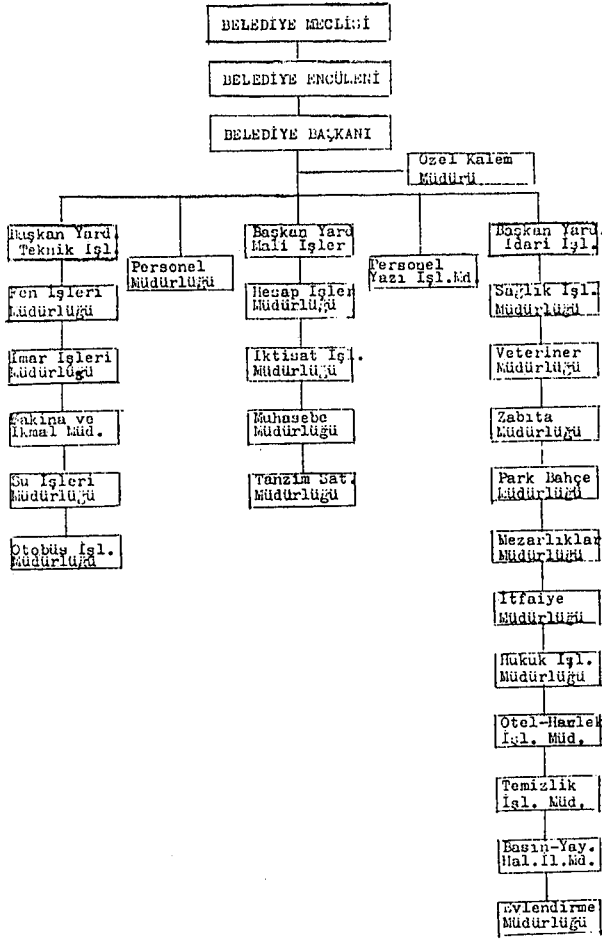 BELEDİYE MECLİSİ
BELEDİYE ENCÜMENİ
BELEDİYE BAŞKANI
Özel Kalem
Müdürü
Başkan Yard.
Teknik İşl.
Personel
Müdürlüğü
Başkan Yard
Mali İşler
Personel
Yazı İşl.Md.
Başkan Yard.
İdari İşl.
Fen İşleri
Müdürlüğü
İmar İşleri
Müdürlüğü
Makina ve
İkmal Müd.
Su İşleri
Müdürlüğü
Otobüs İşl.
Müdürlüğü
Hesap İşler
Müdürlüğü
İktisat İşl.
Müdürlüğü
Muhasebe
Müdürlüğü
Tanzim Sat.
Müdürlüğü
Sağlık İşl.
Müdürlüğü
Veteriner
Müdürlüğü
Zabıta
Müdürlüğü
Park Bahçe
Müdürlüğü
Mezarlıklar
Müdürlüğü
İtfaiye
Müdürlüğü
Hukuk İşl.
Müdürlüğü
Otel-
İşl. Müd.
Temizlik
İşl. Müd.
Basın-Yay.
Hal.İl.Md.
Evlendirme
Müdürlüğü